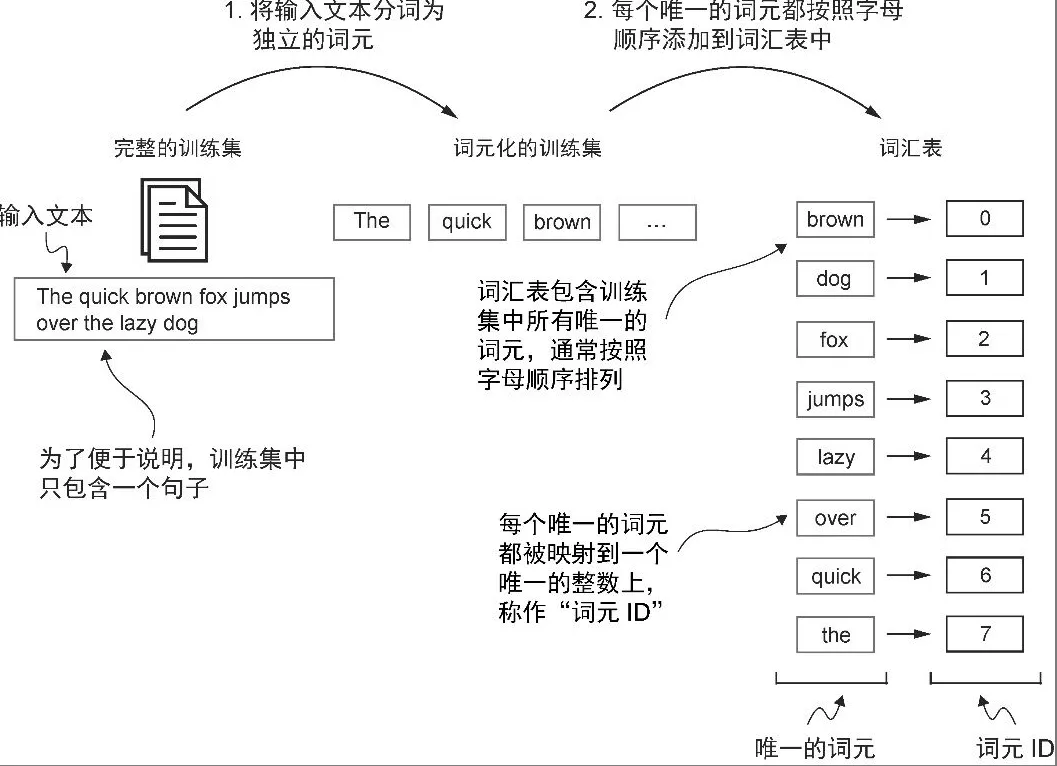 1. 将输入文本分词为
独立的词元
2. 每个唯一的词元都按照字母
顺序添加到词汇表中
完整的训练集
词元化的训练集
词汇表
输入文本
The quick brown fox jumps
over the lazy dog
为了便于说明，训练集中
只包含一个句子
The
quick
brown
...
词汇表包含训练
集中所有唯一的
词元，通常按照
字母顺序排列
每个唯一的词元
都被映射到一个
唯一的整数上，
称作“词元 ID”
brown 0
dog 1
fox 2
jumps 3
lazy 4
over 5
quick 6
the 7
唯一的词元
词元 ID